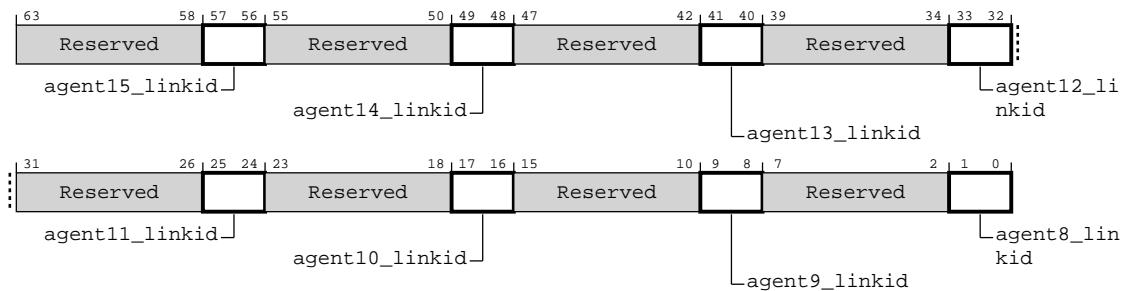 63 58 57 56 55 50 49 48 47 42 41 40 39 34 33 32
Reserved Reserved Reserved Reserved
agent15_linkid
agent14_linkid
agent13_linkid
agent12_li
nkid
31 26 25 24 23 18 17 16 15 10 9 8 7 2 1 0
Reserved Reserved Reserved Reserved
agent11_linkid
agent10_linkid
agent9_linkid
agent8_lin
kid